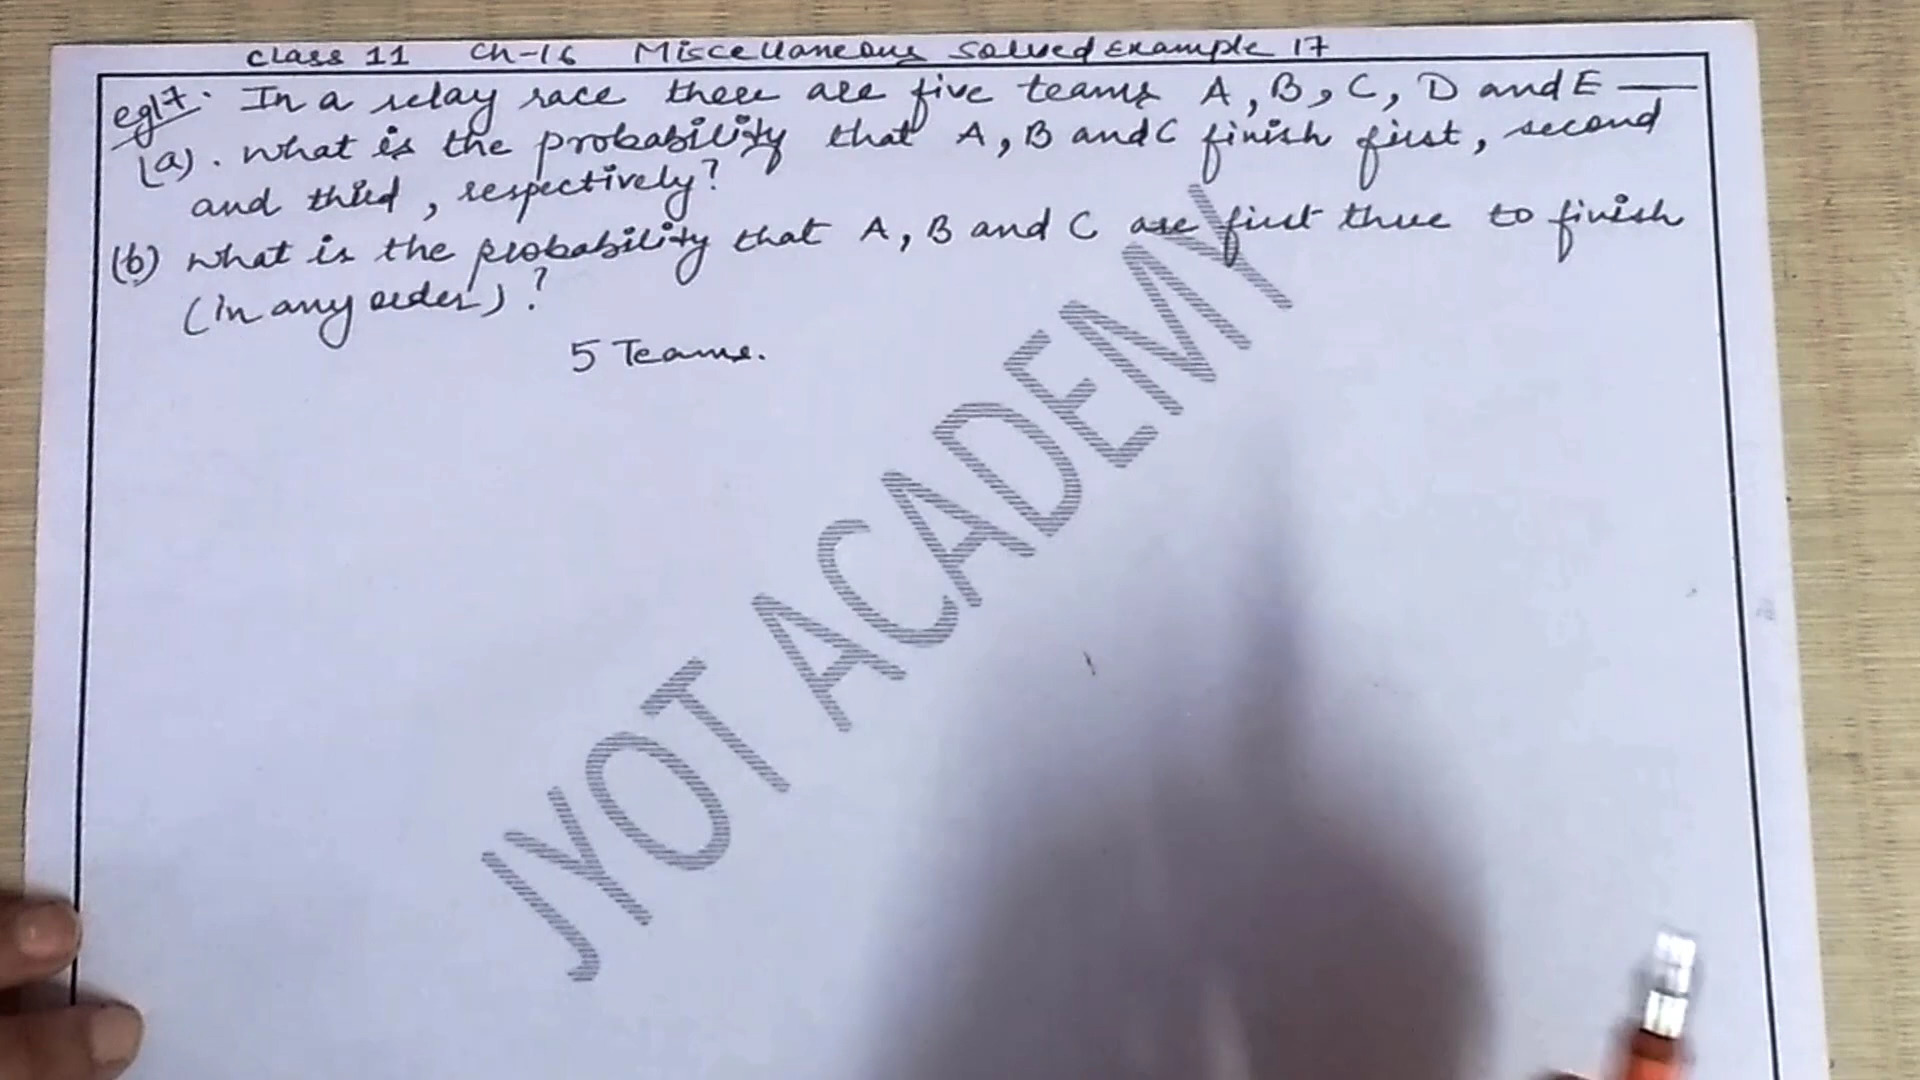 Class 11 Ch-16 Miscellaneous Solved Example 17
eg17. In a relay race there are five teams A, B, C, D and E
(a). What is the probability that A, B and C finish first, second
and third, respectively?
(b) What is the probability that A, B and C are first three to finish
(in any order)?
5 Teams.
JYOT ACADEMY